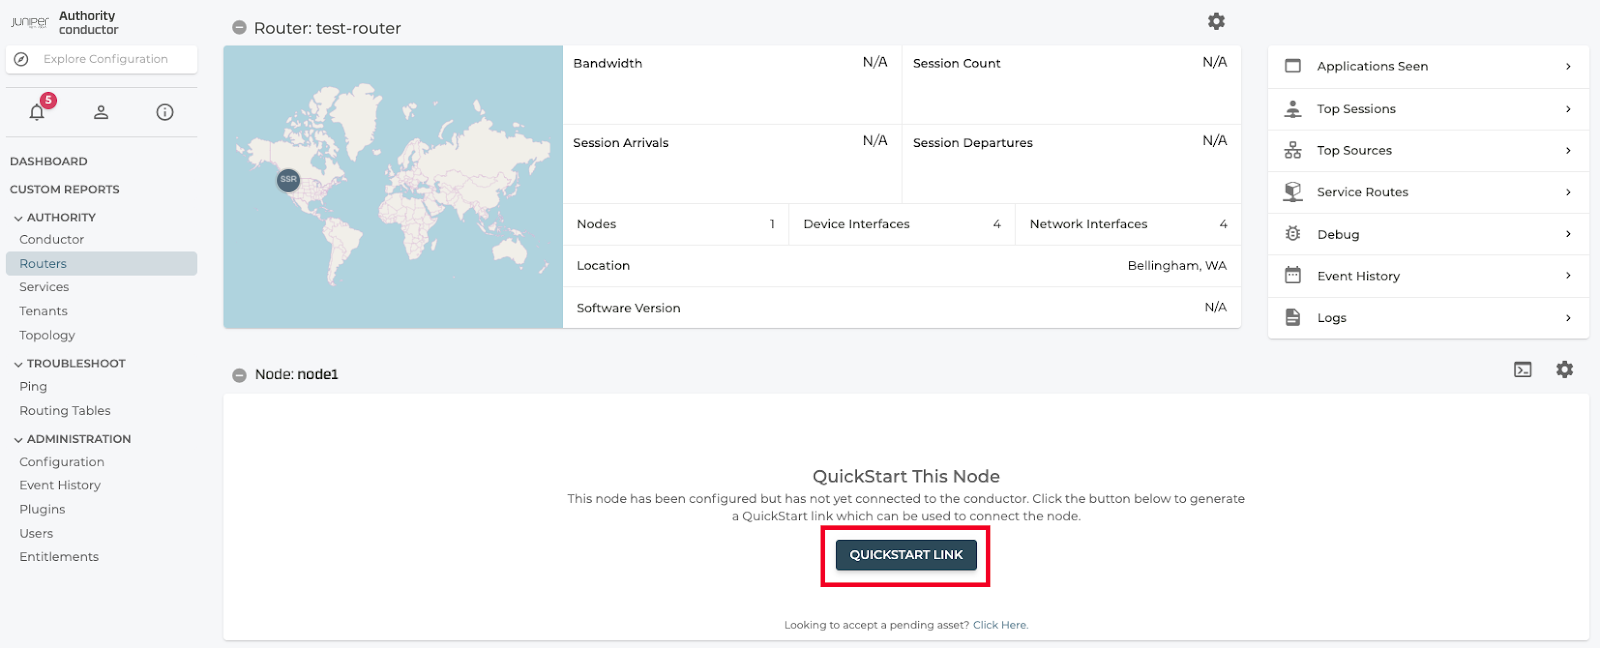 Juniper
Authority
conductor
Explore Configuration
5
DASHBOARD
CUSTOM REPORTS
AUTHORITY
Conductor
Routers
Services
Tenants
Topology
TROUBLESHOOT
Ping
Routing Tables
ADMINISTRATION
Configuration
Event History
Plugins
Users
Entitlements
Router: test-router
SSR
Bandwidth N/A
Session Count N/A
Session Arrivals N/A
Session Departures N/A
Nodes 1
Device Interfaces 4
Network Interfaces 4
Location Bellingham, WA
Software Version N/A
Applications Seen
Top Sessions
Top Sources
Service Routes
Debug
Event History
Logs
Node: node1
QuickStart This Node
This node has been configured but has not yet connected to the conductor. Click the button below to generate
a QuickStart link which can be used to connect the node.
QUICKSTART LINK
Looking to accept a pending asset? Click Here.